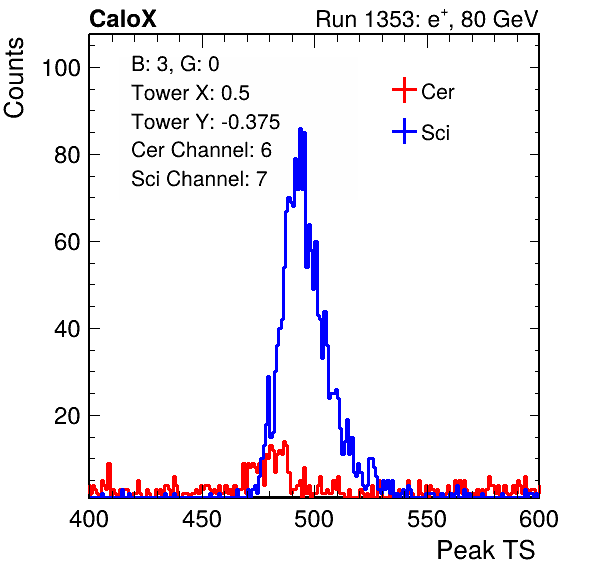 CaloX Run 1353: e⁺, 80 GeV
Counts
B: 3, G: 0
Tower X: 0.5
Tower Y: -0.375
Cer Channel: 6
Sci Channel: 7
Cer
Sci
100
80
60
40
20
400 450 500 550 600
Peak TS